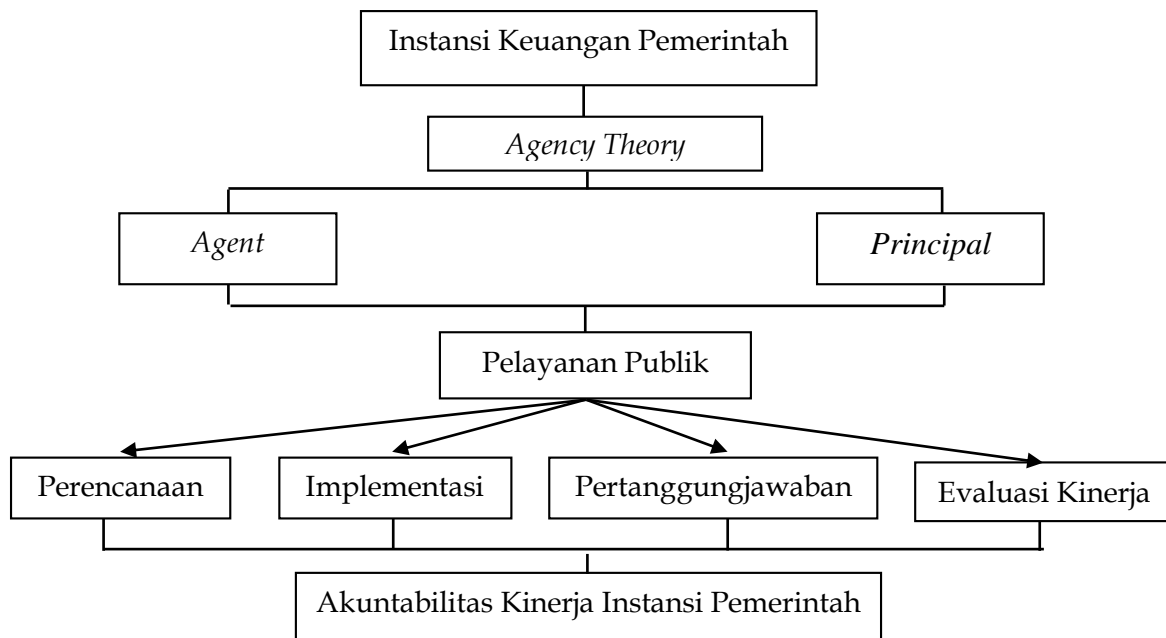 Instansi Keuangan Pemerintah
Agency Theory
Agent
Principal
Pelayanan Publik
Perencanaan
Implementasi
Pertanggungjawaban
Evaluasi Kinerja
Akuntabilitas Kinerja Instansi Pemerintah